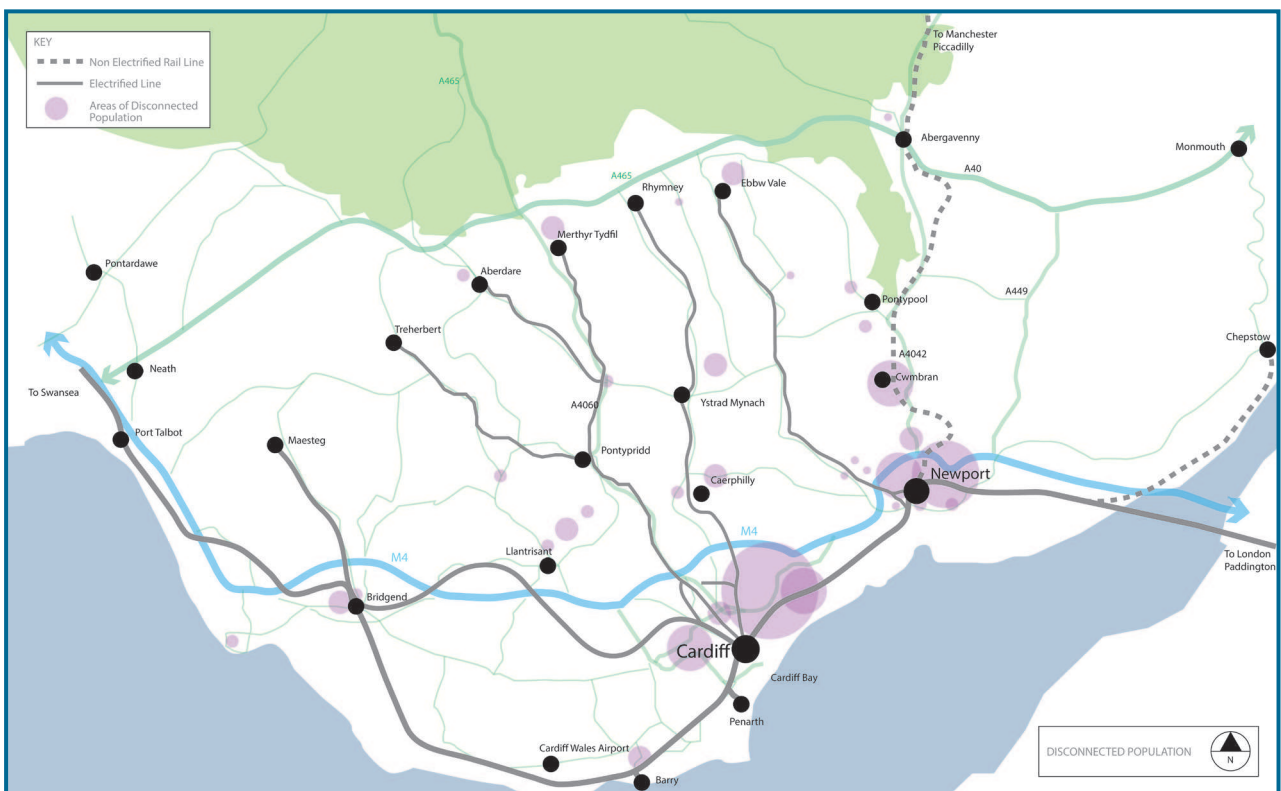 KEY
Non Electrified Rail Line
Electrified Line
Areas of Disconnected
Population
To Manchester
Piccadilly
A465
Abergavenny
Monmouth
A40
A465
Rhymney
Ebbw Vale
Merthyr Tydfil
Pontardawe
Aberdare
A449
Pontypool
Treherbert
Chepstow
A4042
Neath
Cwmbran
To Swansea
A4060
Ystrad Mynach
Port Talbot
Maesteg
Pontypridd
Newport
Caerphilly
M4
M4
Llantrisant
To London
Paddington
Bridgend
Cardiff
Cardiff Bay
Penarth
Cardiff Wales Airport
Barry
DISCONNECTED POPULATION
N